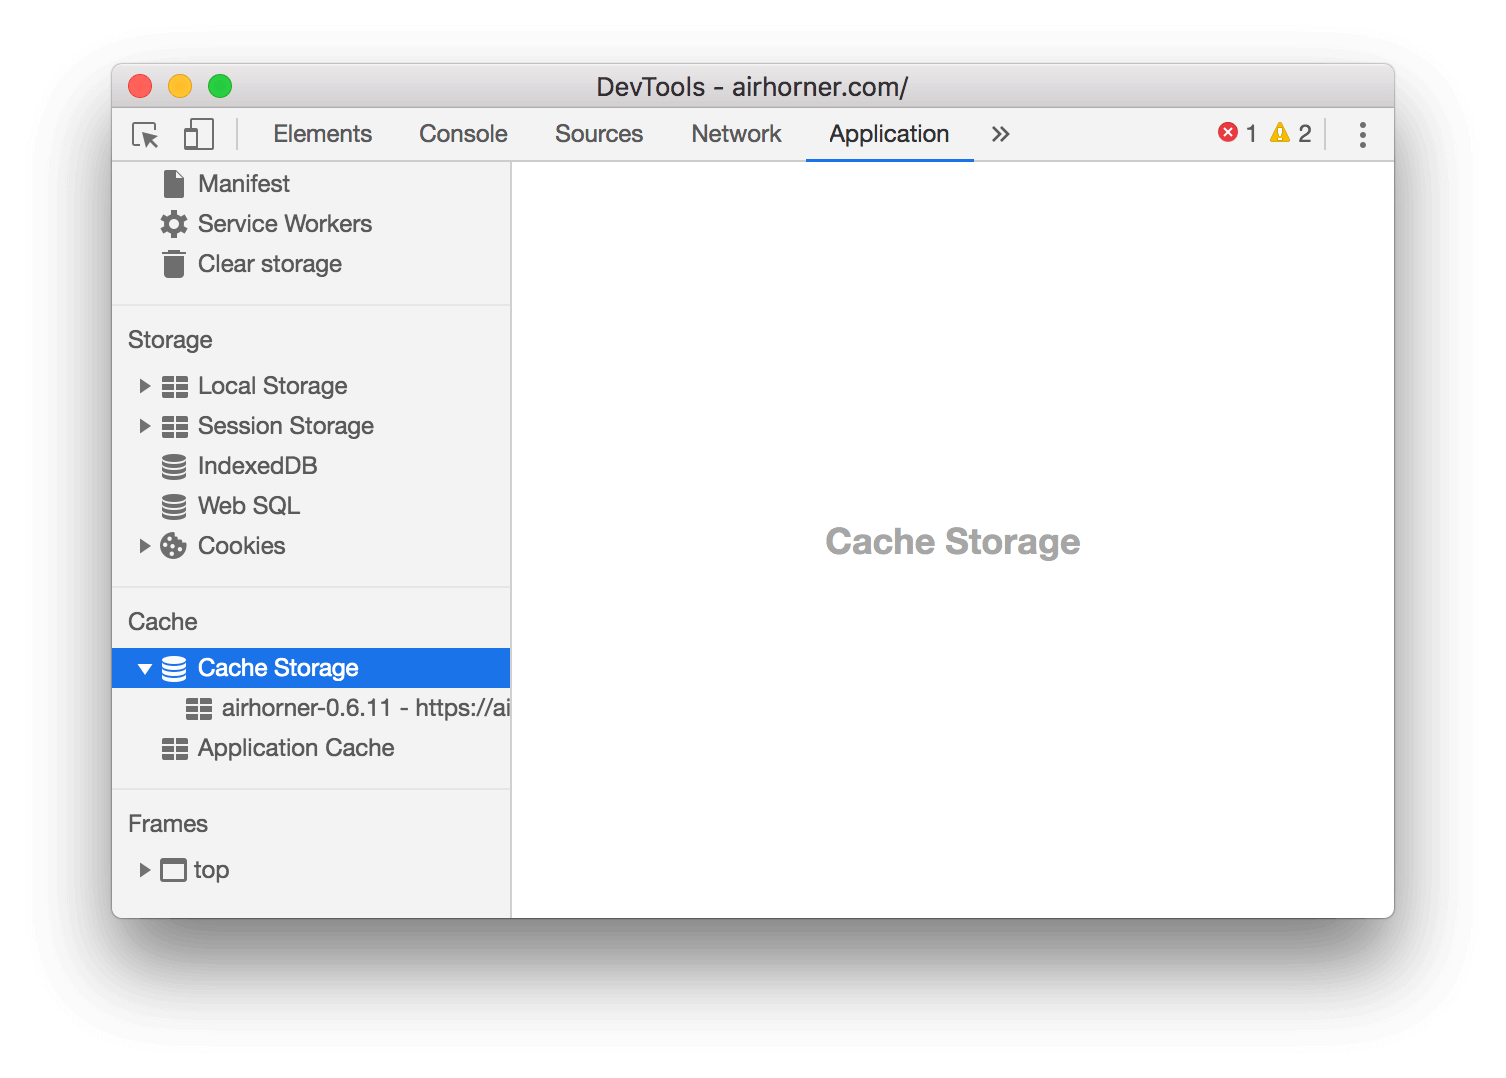 DevTools - airhorner.com/
Elements Console Sources Network Application » 1 2
Manifest
Service Workers
Clear storage
Storage
Local Storage
Session Storage
IndexedDB
Web SQL
Cookies
Cache
Cache Storage
airhorner-0.6.11 - https://ai
Application Cache
Frames
top
Cache Storage